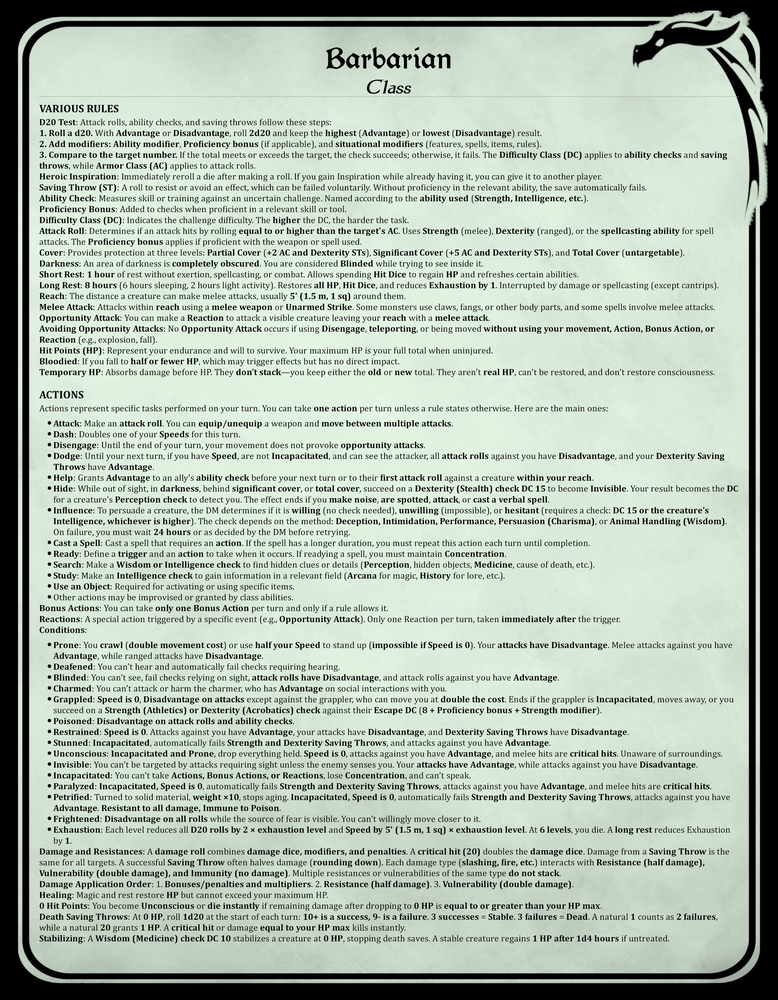 Barbarian
Class
VARIOUS RULES
D20 Test: Attack rolls, ability checks, and saving throws follow these steps:
1. Roll a d20. With Advantage or Disadvantage, roll 2d20 and keep the highest (Advantage) or lowest (Disadvantage) result.
2. Add modifiers: Ability modifier, Proficiency bonus (if applicable), and situational modifiers (features, spells, items, rules).
3. Compare to the target number. If the total meets or exceeds the target, the check succeeds; otherwise, it fails. The Difficulty Class (DC) applies to ability checks and saving
throws, while Armor Class (AC) applies to attack rolls.
Heroic Inspiration: Immediately reroll a die after making a roll. If you gain Inspiration while already having it, you can give it to another player.
Saving Throw (ST): A roll to resist or avoid an effect, which can be failed voluntarily. Without proficiency in the relevant ability, the save automatically fails.
Ability Check: Measures skill or training against an uncertain challenge. Named according to the ability used (Strength, Intelligence, etc.).
Proficiency Bonus: Added to checks when proficient in a relevant skill or tool.
Difficulty Class (DC): Indicates the challenge difficulty. The higher the DC, the harder the task.
Attack Roll: Determines if an attack hits by rolling equal to or higher than the target's AC. Uses Strength (melee), Dexterity (ranged), or the spellcasting ability for spell
attacks. The Proficiency bonus applies if proficient with the weapon or spell used.
Cover: Provides protection at three levels: Partial Cover (+2 AC and Dexterity STs), Significant Cover (+5 AC and Dexterity STs), and Total Cover (untargetable).
Darkness: An area of darkness is completely obscured. You are considered Blinded while trying to see inside it.
Short Rest: 1 hour of rest without exertion, spellcasting, or combat. Allows spending Hit Dice to regain HP and refreshes certain abilities.
Long Rest: 8 hours (6 hours sleeping, 2 hours light activity). Restores all HP, Hit Dice, and reduces Exhaustion by 1. Interrupted by damage or spellcasting (except cantrips).
Reach: The distance a creature can make melee attacks, usually 5' (1.5 m, 1 sq) around them.
Melee Attack: Attacks within reach using a melee weapon or Unarmed Strike. Some monsters use claws, fangs, or other body parts, and some spells involve melee attacks.
Opportunity Attack: You can make a Reaction to attack a visible creature leaving your reach with a melee attack.
Avoiding Opportunity Attacks: No Opportunity Attack occurs if using Disengage, teleporting, or being moved without using your movement, Action, Bonus Action, or
Reaction (e.g., explosion, fall).
Hit Points (HP): Represent your endurance and will to survive. Your maximum HP is your full total when uninjured.
Bloodied: If you fall to half or fewer HP, which may trigger effects but has no direct impact.
Temporary HP: Absorbs damage before HP. They don't stack—you keep either the old or new total. They aren't real HP, can't be restored, and don't restore consciousness.
ACTIONS
Actions represent specific tasks performed on your turn. You can take one action per turn unless a rule states otherwise. Here are the main ones:
• Attack: Make an attack roll. You can equip/unequip a weapon and move between multiple attacks.
• Dash: Doubles one of your Speeds for this turn.
• Disengage: Until the end of your turn, your movement does not provoke opportunity attacks.
• Dodge: Until your next turn, if you have Speed, are not Incapacitated, and can see the attacker, all attack rolls against you have Disadvantage, and your Dexterity Saving
Throws have Advantage.
• Help: Grants Advantage to an ally's ability check before your next turn or to their first attack roll against a creature within your reach.
• Hide: While out of sight, in darkness, behind significant cover, or total cover, succeed on a Dexterity (Stealth) check DC 15 to become Invisible. Your result becomes the DC
for a creature's Perception check to detect you. The effect ends if you make noise, are spotted, attack, or cast a verbal spell.
• Influence: To persuade a creature, the DM determines if it is willing (no check needed), unwilling (impossible), or hesitant (requires a check: DC 15 or the creature's
Intelligence, whichever is higher). The check depends on the method: Deception, Intimidation, Performance, Persuasion (Charisma), or Animal Handling (Wisdom).
On failure, you must wait 24 hours or as decided by the DM before retrying.
• Cast a Spell: Cast a spell that requires an action. If the spell has a longer duration, you must repeat this action each turn until completion.
• Ready: Define a trigger and an action to take when it occurs. If readying a spell, you must maintain Concentration.
• Search: Make a Wisdom or Intelligence check to find hidden clues or details (Perception, hidden objects, Medicine, cause of death, etc.).
• Study: Make an Intelligence check to gain information in a relevant field (Arcana for magic, History for lore, etc.).
• Use an Object: Required for activating or using specific items.
• Other actions may be improvised or granted by class abilities.
Bonus Actions: You can take only one Bonus Action per turn and only if a rule allows it.
Reactions: A special action triggered by a specific event (e.g., Opportunity Attack). Only one Reaction per turn, taken immediately after the trigger.
Conditions:
• Prone: You crawl (double movement cost) or use half your Speed to stand up (impossible if Speed is 0). Your attacks have Disadvantage. Melee attacks against you have
Advantage, while ranged attacks have Disadvantage.
• Deafened: You can't hear and automatically fail checks requiring hearing.
• Blinded: You can't see, fail checks relying on sight, attack rolls have Disadvantage, and attack rolls against you have Advantage.
• Charmed: You can't attack or harm the charmer, who has Advantage on social interactions with you.
• Grappled: Speed is 0, Disadvantage on attacks except against the grappler, who can move you at double the cost. Ends if the grappler is Incapacitated, moves away, or you
succeed on a Strength (Athletics) or Dexterity (Acrobatics) check against their Escape DC (8 + Proficiency bonus + Strength modifier).
• Poisoned: Disadvantage on attack rolls and ability checks.
• Restrained: Speed is 0. Attacks against you have Advantage, your attacks have Disadvantage, and Dexterity Saving Throws have Disadvantage.
• Stunned: Incapacitated, automatically fails Strength and Dexterity Saving Throws, and attacks against you have Advantage.
• Unconscious: Incapacitated and Prone, drop everything held. Speed is 0, attacks against you have Advantage, and melee hits are critical hits. Unaware of surroundings.
• Invisible: You can't be targeted by attacks requiring sight unless the enemy senses you. Your attacks have Advantage, while attacks against you have Disadvantage.
• Incapacitated: You can't take Actions, Bonus Actions, or Reactions, lose Concentration, and can't speak.
• Paralyzed: Incapacitated, Speed is 0, automatically fails Strength and Dexterity Saving Throws, attacks against you have Advantage, and melee hits are critical hits.
• Petrified: Turned to solid material, weight ×10, stops aging. Incapacitated, Speed is 0, automatically fails Strength and Dexterity Saving Throws, and attacks against you have
Advantage. Resistant to all damage, Immune to Poison.
• Frightened: Disadvantage on all rolls while the source of fear is visible. You can't willingly move closer to it.
• Exhaustion: Each level reduces all D20 rolls by 2 × exhaustion level and Speed by 5' (1.5 m, 1 sq) × exhaustion level. At 6 levels, you die. A long rest reduces Exhaustion
by 1.
Damage and Resistances: A damage roll combines damage dice, modifiers, and penalties. A critical hit (20) doubles the damage dice. Damage from a Saving Throw is the
same for all targets. A successful Saving Throw often halves damage (rounding down). Each damage type (slashing, fire, etc.) interacts with Resistance (half damage),
Vulnerability (double damage), and Immunity (no damage). Multiple resistances or vulnerabilities of the same type do not stack.
Damage Application Order: 1. Bonuses/penalties and multipliers. 2. Resistance (half damage). 3. Vulnerability (double damage).
Healing: Magic and rest restore HP but cannot exceed your maximum HP.
0 Hit Points: You become Unconscious or die instantly if remaining damage after dropping to 0 HP is equal to or greater than your HP max.
Death Saving Throws: At 0 HP, roll 1d20 at the start of each turn: 10+ is a success, 9- is a failure. 3 successes = Stable. 3 failures = Dead. A natural 1 counts as 2 failures,
while a natural 20 grants 1 HP. A critical hit or damage equal to your HP max kills instantly.
Stabilizing: A Wisdom (Medicine) check DC 10 stabilizes a creature at 0 HP, stopping death saves. A stable creature regains 1 HP after 1d4 hours if untreated.